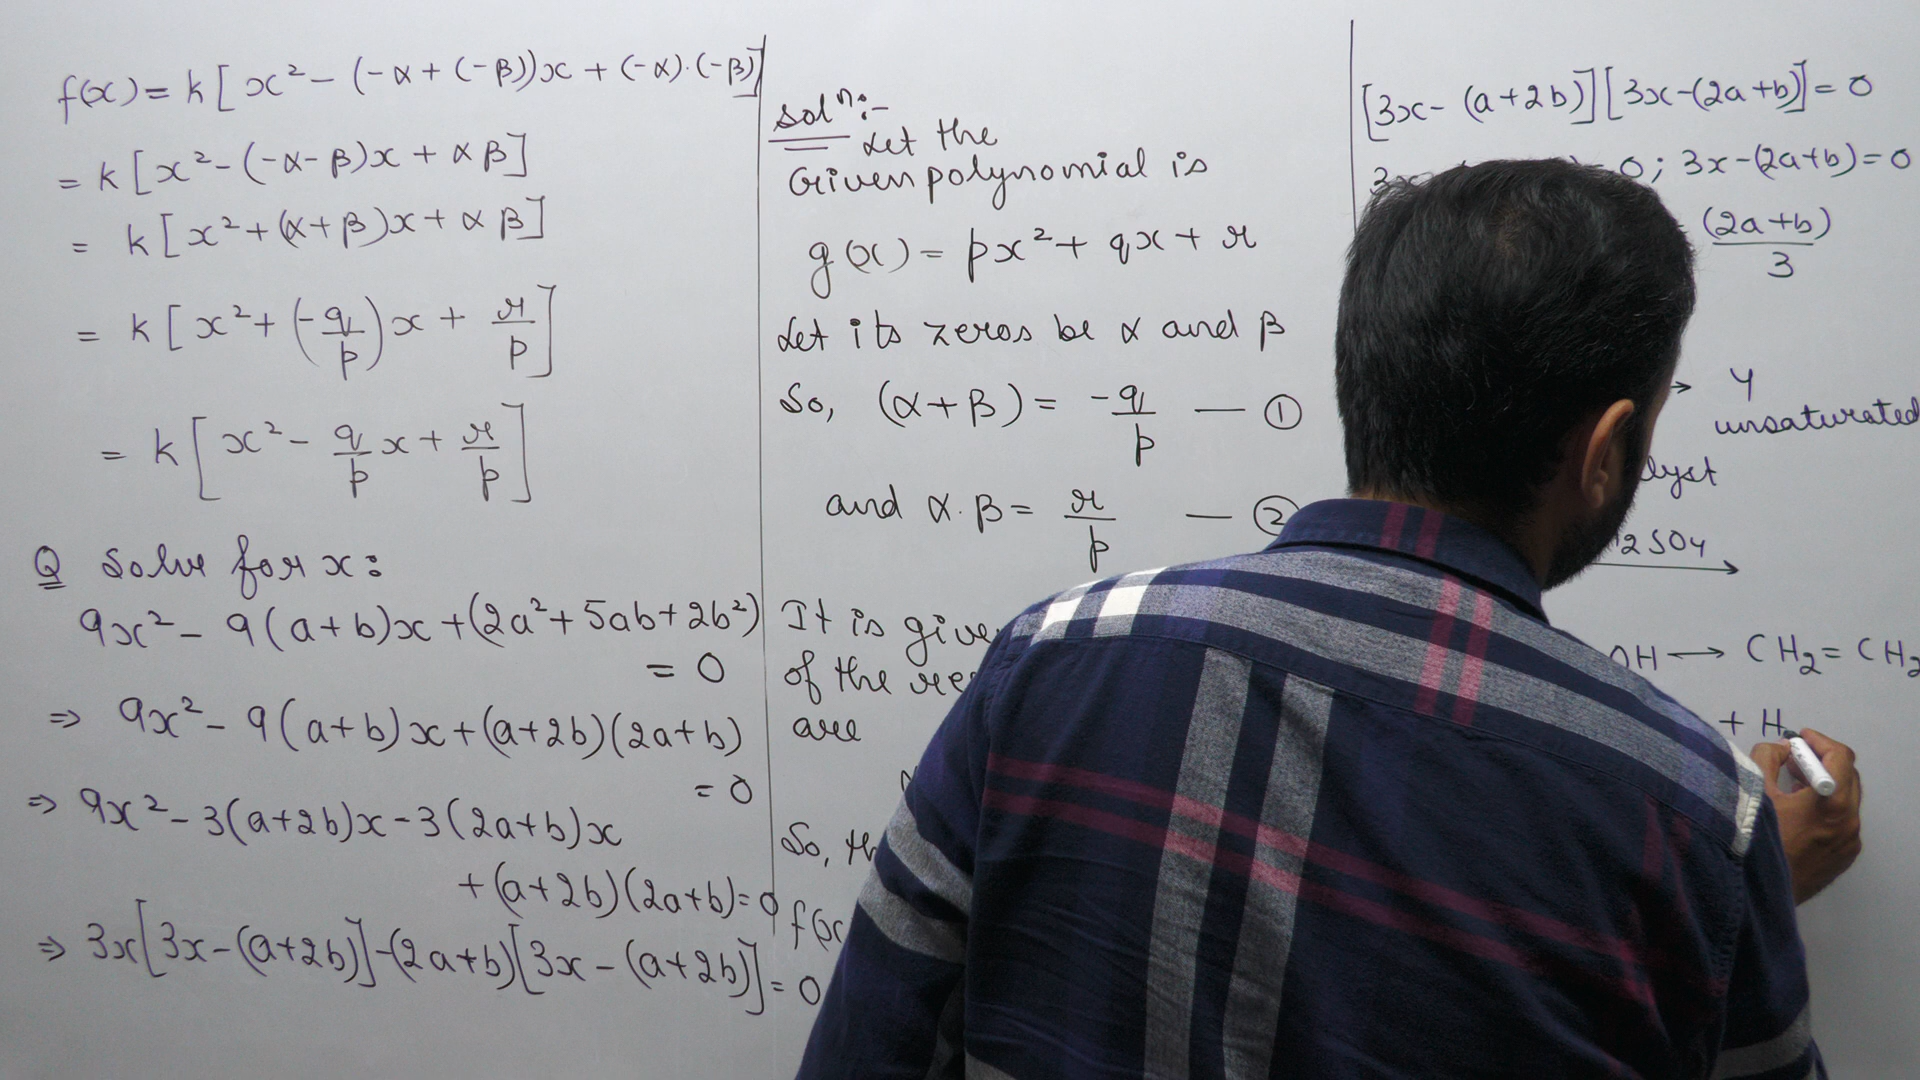 f(x) = k[x² - (-α + (-β))x + (-α)·(-β)]
= k[x² - (-α - β)x + αβ]
= k[x² + (α + β)x + αβ]
= k[x² + (-q/p)x + r/p]
= k[x² - q/p x + r/p]
Q Solve for x:
9x² - 9(a+b)x + (2a² + 5ab + 2b²)
= 0
⇒ 9x² - 9(a+b)x + (a+2b)(2a+b)
= 0
⇒ 9x² - 3(a+2b)x - 3(2a+b)x
+ (a+2b)(2a+b) = 0
⇒ 3x[3x - (a+2b)] - (2a+b)[3x - (a+2b)] = 0
Solⁿ:-
Let the
Given polynomial is
g(x) = px² + qx + r
Let its zeros be α and β
So, (α + β) = -q/p — ①
and α·β = r/p — ②
It is
of the
are
So,
f(x
[3x - (a+2b)][3x - (2a+b)] = 0
0; 3x - (2a+b) = 0
(2a+b)/3
→ Y
unsaturated
lyst
2SO4
OH → CH₂ = CH₂
+ H